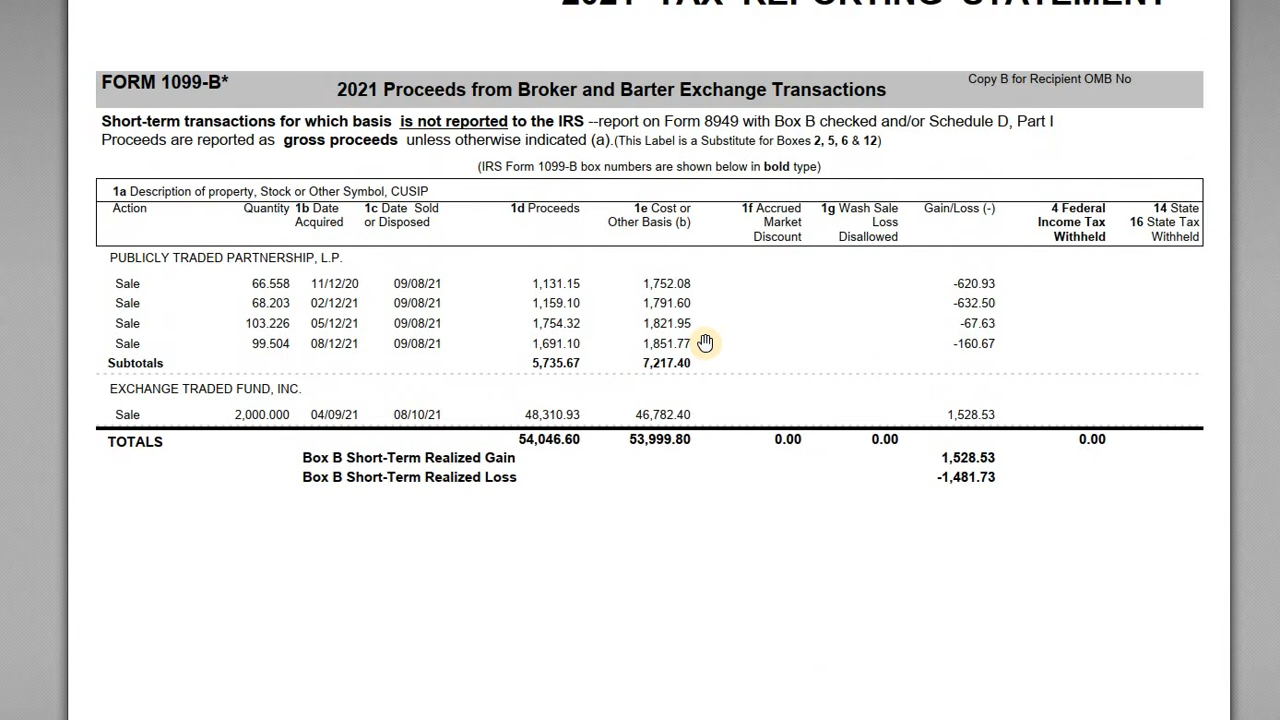 2021 TAX REPORTING STATEMENT
FORM 1099-B*
2021 Proceeds from Broker and Barter Exchange Transactions
Copy B for Recipient OMB No
Short-term transactions for which basis is not reported to the IRS --report on Form 8949 with Box B checked and/or Schedule D, Part I
Proceeds are reported as gross proceeds unless otherwise indicated (a).(This Label is a Substitute for Boxes 2, 5, 6 & 12)
(IRS Form 1099-B box numbers are shown below in bold type)
1a Description of property, Stock or Other Symbol, CUSIP
Action Quantity 1b Date 1c Date Sold 1d Proceeds 1e Cost or 1f Accrued 1g Wash Sale Gain/Loss (-) 4 Federal 14 State
Acquired or Disposed Other Basis (b) Market Loss Income Tax 16 State Tax
Discount Disallowed Withheld Withheld
PUBLICLY TRADED PARTNERSHIP, L.P.
Sale 66.558 11/12/20 09/08/21 1,131.15 1,752.08 -620.93
Sale 68.203 02/12/21 09/08/21 1,159.10 1,791.60 -632.50
Sale 103.226 05/12/21 09/08/21 1,754.32 1,821.95 -67.63
Sale 99.504 08/12/21 09/08/21 1,691.10 1,851.77 -160.67
Subtotals 5,735.67 7,217.40
EXCHANGE TRADED FUND, INC.
Sale 2,000.000 04/09/21 08/10/21 48,310.93 46,782.40 1,528.53
TOTALS 54,046.60 53,999.80 0.00 0.00 0.00
Box B Short-Term Realized Gain 1,528.53
Box B Short-Term Realized Loss -1,481.73